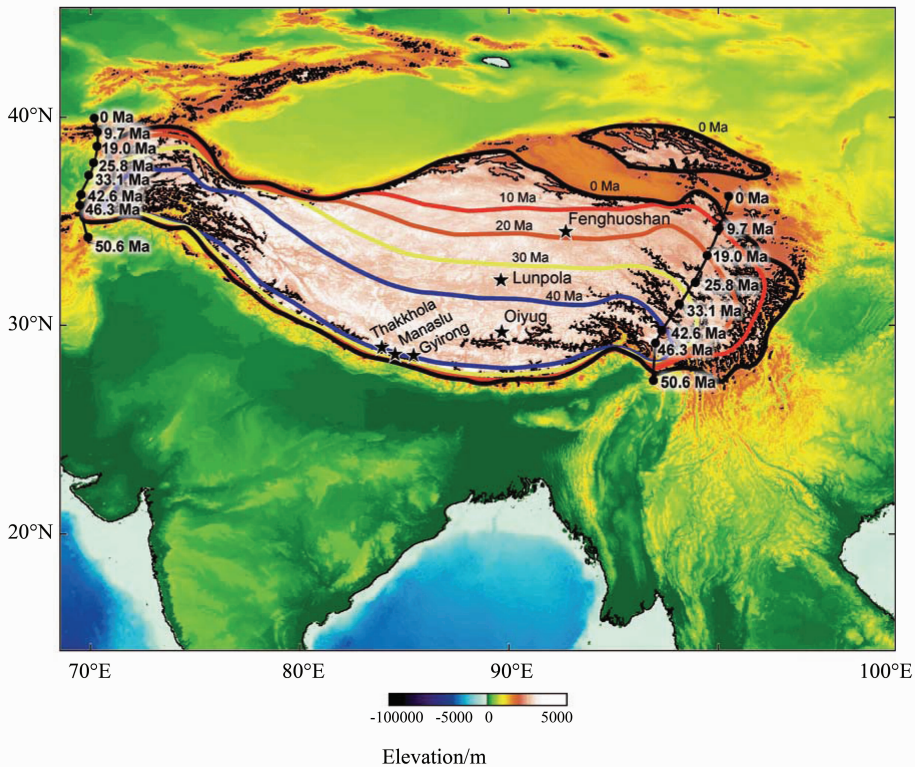 40°N
30°N
20°N
0 Ma
9.7 Ma
19.0 Ma
25.8 Ma
33.1 Ma
42.6 Ma
46.3 Ma
50.6 Ma
0 Ma
0 Ma
10 Ma
20 Ma
Fenghuoshan
30 Ma
Lunpola
40 Ma
Oiyug
Thakkhola
Manaslu
Gyirong
0 Ma
9.7 Ma
19.0 Ma
25.8 Ma
33.1 Ma
42.6 Ma
46.3 Ma
50.6 Ma
70°E 80°E 90°E 100°E
-100000 -5000 0 5000
Elevation/m